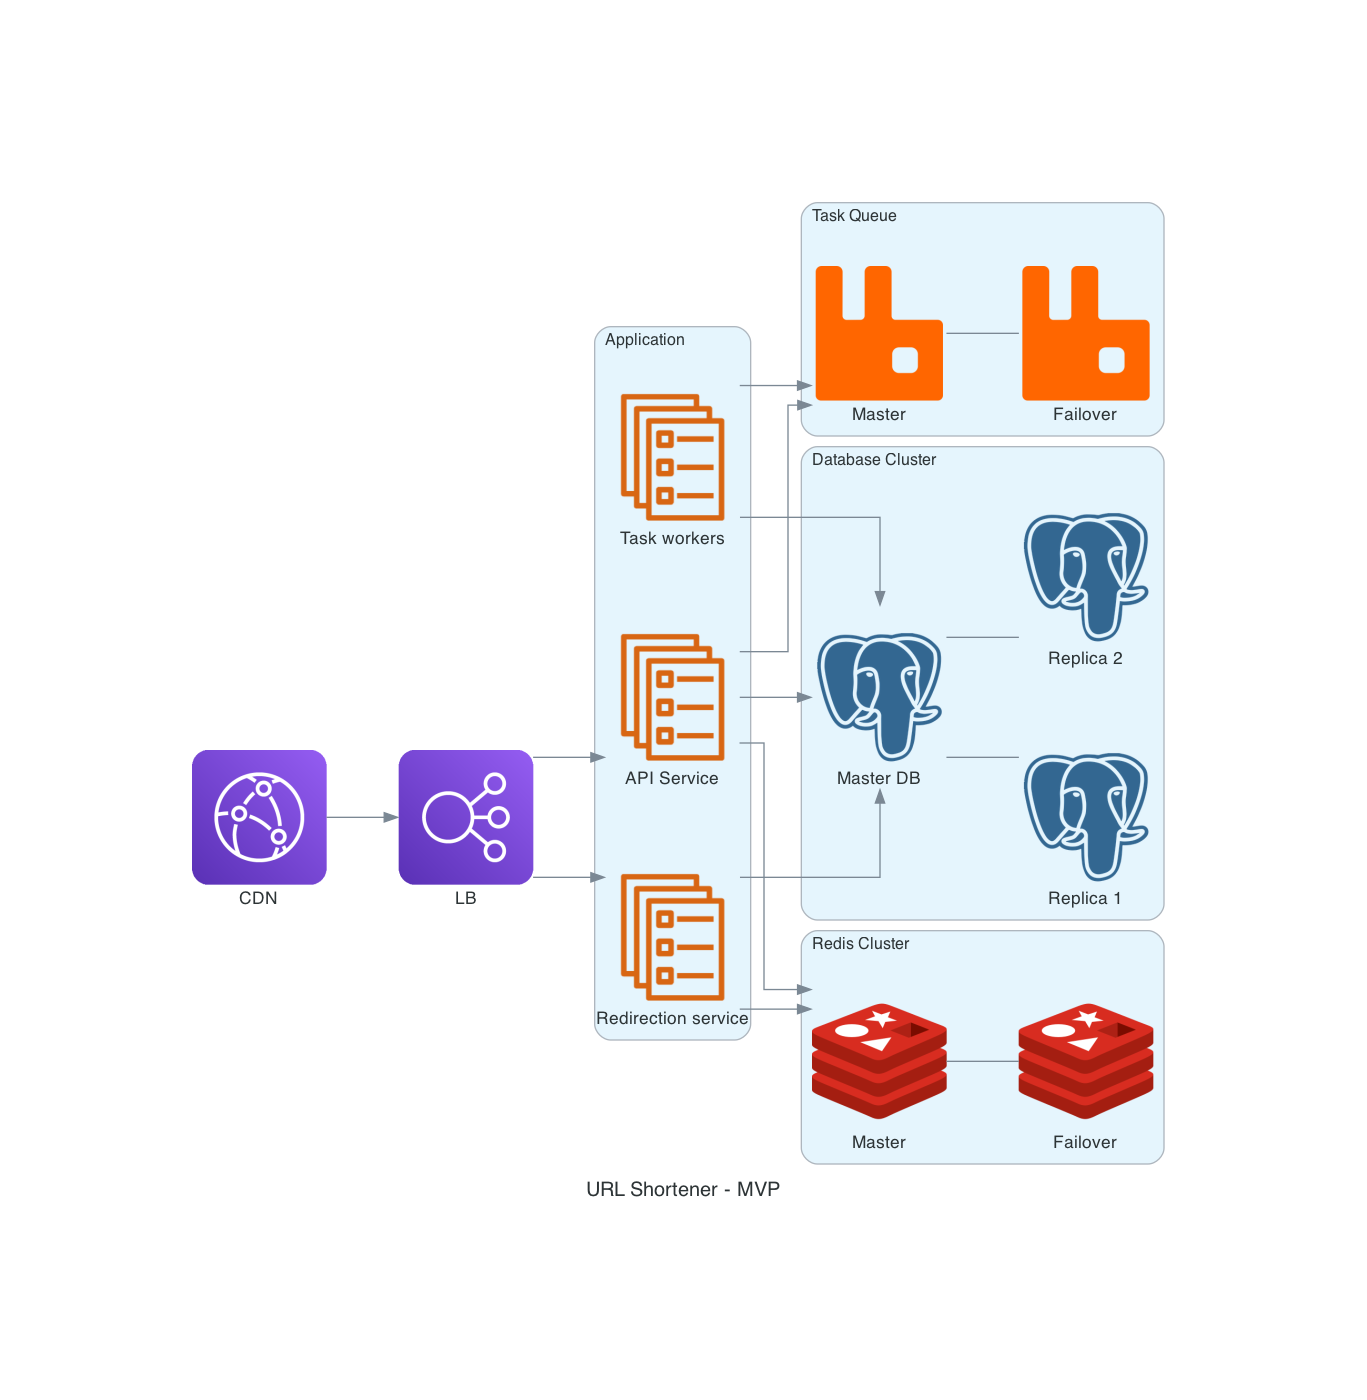 Task Queue
Master
Failover
Application
Task workers
API Service
Redirection service
Database Cluster
Replica 2
Master DB
Replica 1
CDN
LB
Redis Cluster
Master
Failover
URL Shortener - MVP